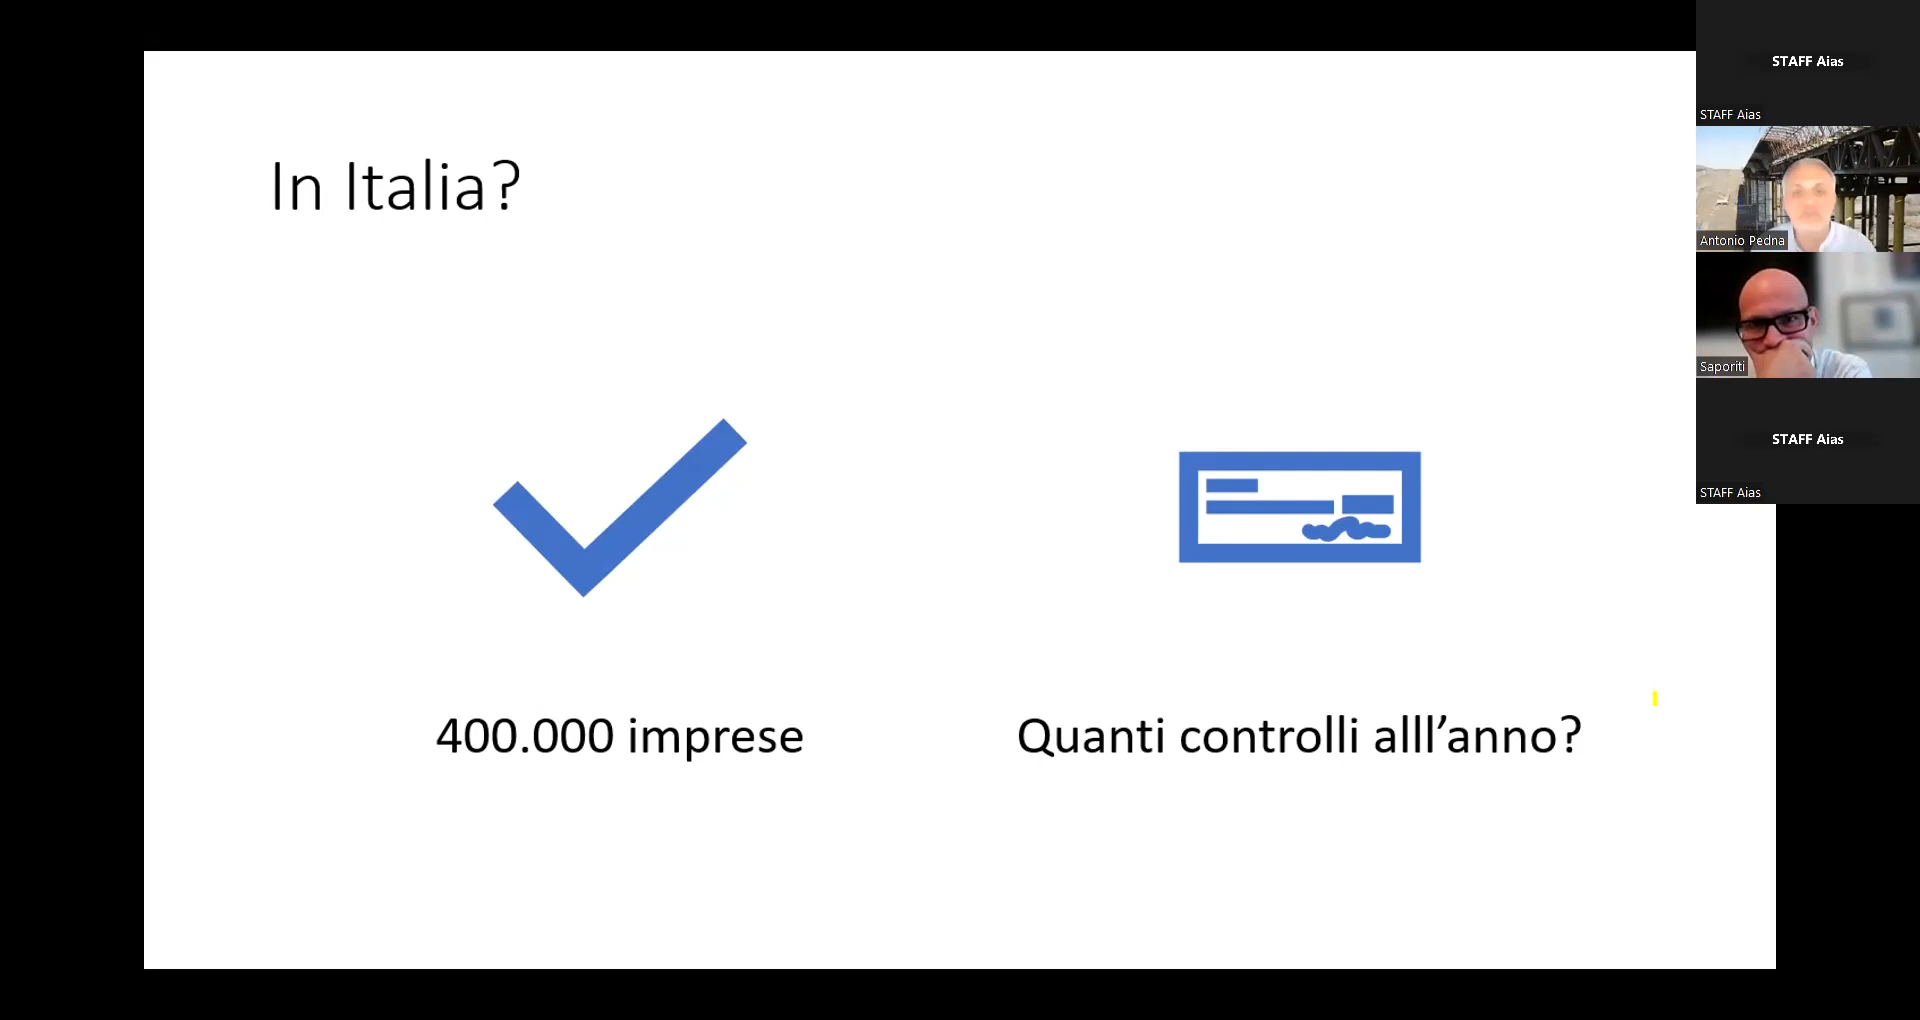 In Italia?
400.000 imprese
Quanti controlli alll’anno?
STAFF Aias
STAFF Aias
Antonio Pedna
Saporiti
STAFF Aias
STAFF Aias